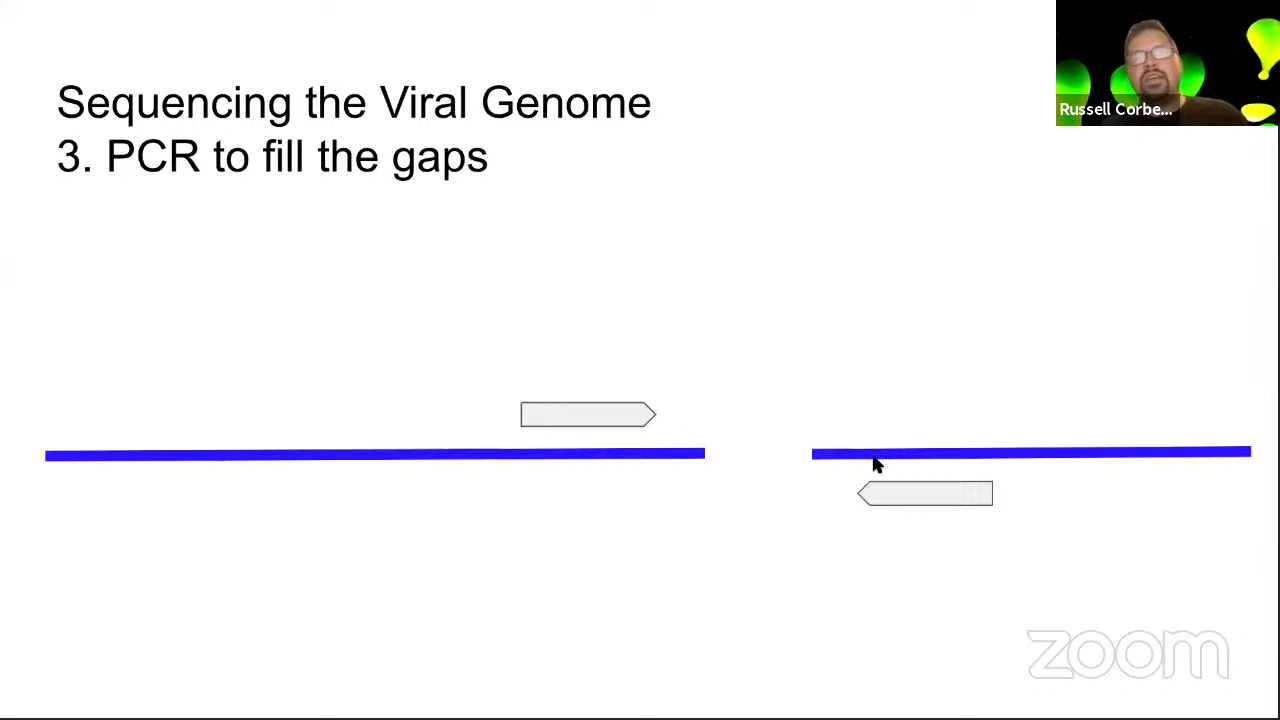 Sequencing the Viral Genome
3. PCR to fill the gaps
Russell Corbe...
zoom